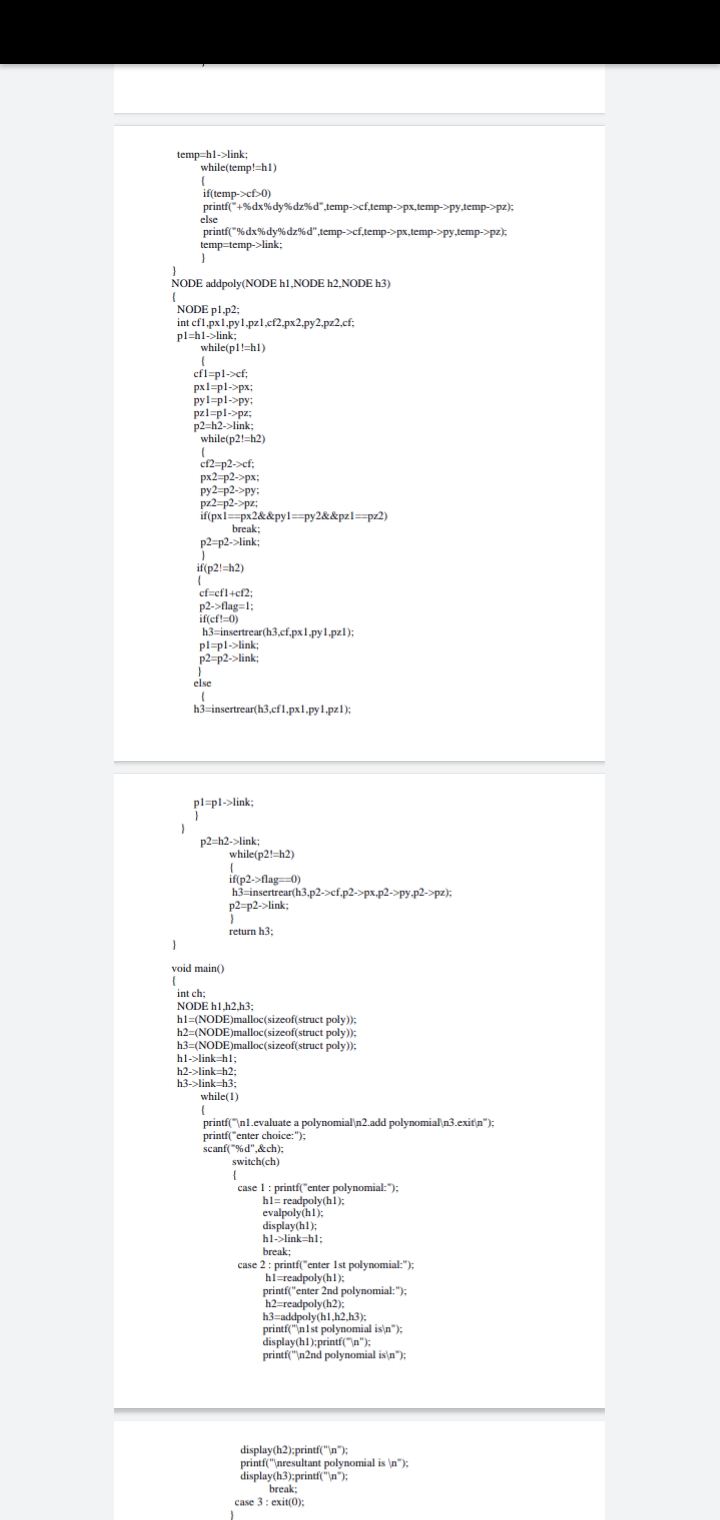 temp=h1->link;
while(temp!=h1)
{
if(temp->cf>0)
printf("+%dx%dy%dz%d",temp->cf,temp->px,temp->py,temp->pz);
else
printf("%dx%dy%dz%d",temp->cf,temp->px,temp->py,temp->pz);
temp=temp->link;
}
}
NODE addpoly(NODE h1,NODE h2,NODE h3)
{
NODE p1,p2;
int cf1,px1,py1,pz1,cf2,px2,py2,pz2,cf;
p1=h1->link;
while(p1!=h1)
{
cf1=p1->cf;
px1=p1->px;
py1=p1->py;
pz1=p1->pz;
p2=h2->link;
while(p2!=h2)
{
cf2=p2->cf;
px2=p2->px;
py2=p2->py;
pz2=p2->pz;
if(px1==px2&&py1==py2&&pz1==pz2)
break;
p2=p2->link;
}
if(p2!=h2)
{
cf=cf1+cf2;
p2->flag=1;
if(cf!=0)
h3=insertrear(h3,cf,px1,py1,pz1);
p1=p1->link;
p2=p2->link;
}
else
{
h3=insertrear(h3,cf1,px1,py1,pz1);
p1=p1->link;
}
}
p2=h2->link;
while(p2!=h2)
{
if(p2->flag==0)
h3=insertrear(h3,p2->cf,p2->px,p2->py,p2->pz);
p2=p2->link;
}
return h3;
}
void main()
{
int ch;
NODE h1,h2,h3;
h1=(NODE)malloc(sizeof(struct poly));
h2=(NODE)malloc(sizeof(struct poly));
h3=(NODE)malloc(sizeof(struct poly));
h1->link=h1;
h2->link=h2;
h3->link=h3;
while(1)
{
printf("\n1.evaluate a polynomial\n2.add polynomial\n3.exit\n");
printf("enter choice:");
scanf("%d",&ch);
switch(ch)
{
case 1 : printf("enter polynomial:");
h1= readpoly(h1);
evalpoly(h1);
display(h1);
h1->link=h1;
break;
case 2 : printf("enter 1st polynomial:");
h1=readpoly(h1);
printf("enter 2nd polynomial:");
h2=readpoly(h2);
h3=addpoly(h1,h2,h3);
printf("\n1st polynomial is\n");
display(h1);printf("\n");
printf("\n2nd polynomial is\n");
display(h2);printf("\n");
printf("\nresultant polynomial is \n");
display(h3);printf("\n");
break;
case 3 : exit(0);
}